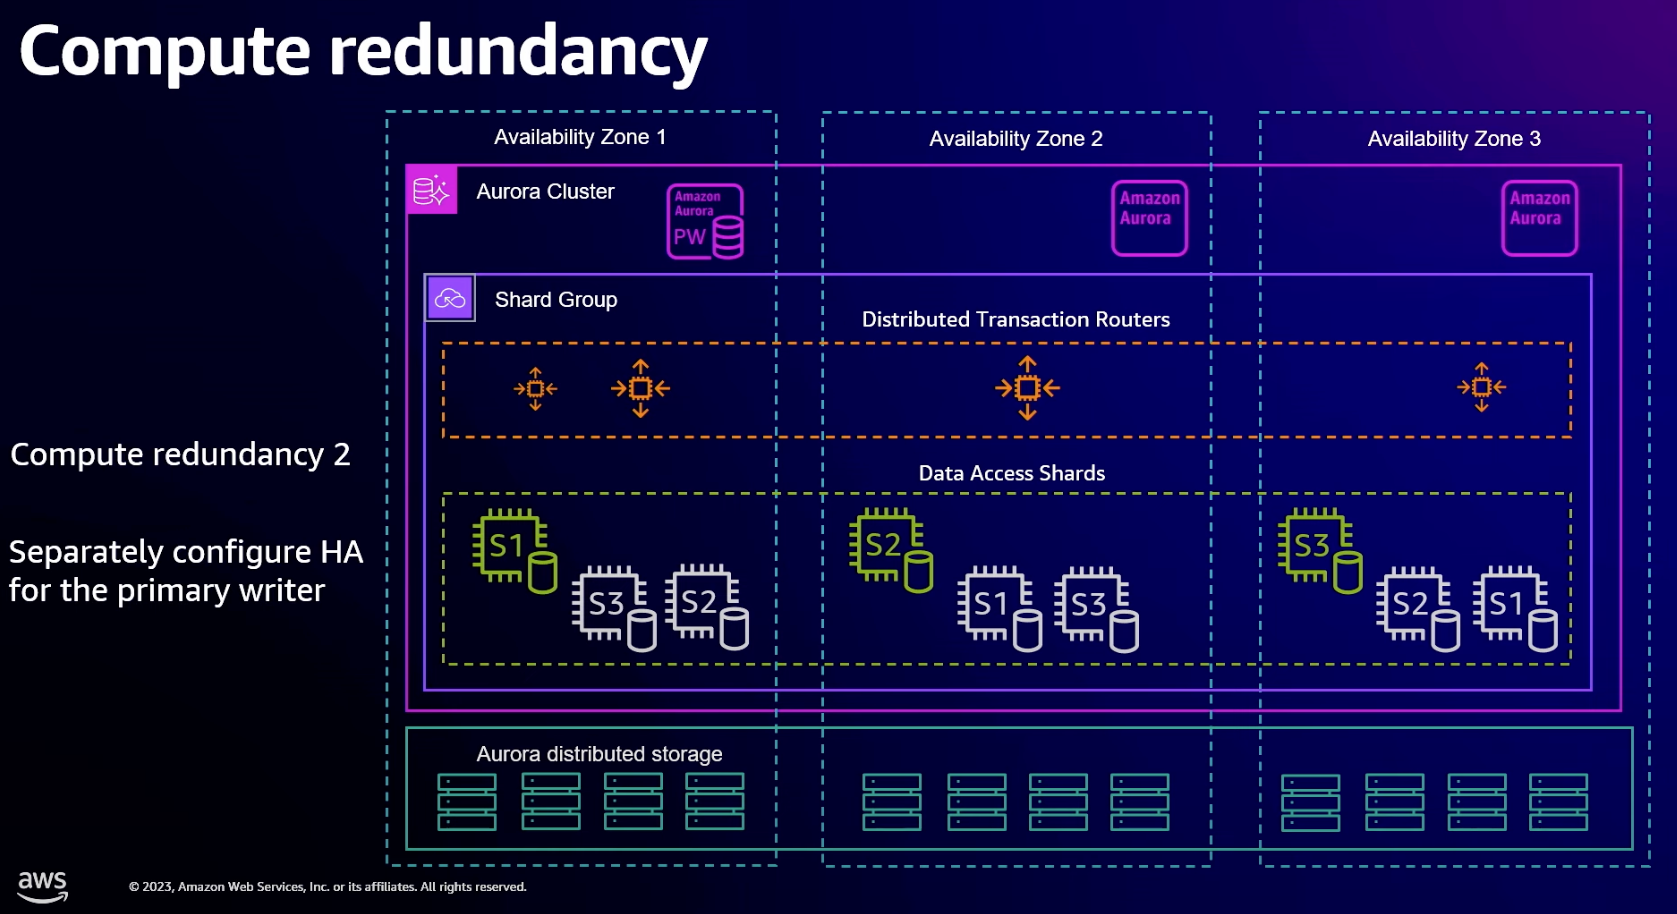 Compute redundancy
Availability Zone 1
Availability Zone 2
Availability Zone 3
Aurora Cluster
Amazon
Aurora
PW
Amazon
Aurora
Amazon
Aurora
Shard Group
Distributed Transaction Routers
Compute redundancy 2
Data Access Shards
Separately configure HA
for the primary writer
S1
S3
S2
S2
S1
S3
S3
S2
S1
Aurora distributed storage
aws
© 2023, Amazon Web Services, Inc. or its affiliates. All rights reserved.